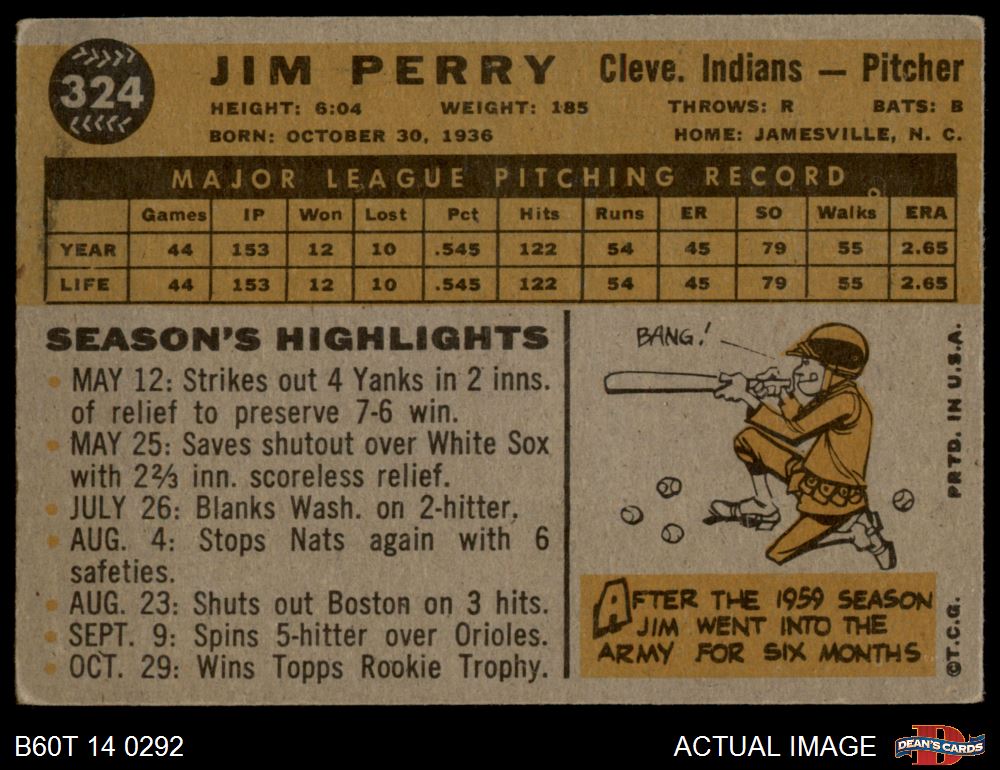 324
JIM PERRY Cleve. Indians — Pitcher
HEIGHT: 6:04 WEIGHT: 185 THROWS: R BATS: B
BORN: OCTOBER 30, 1936 HOME: JAMESVILLE, N. C.
MAJOR LEAGUE PITCHING RECORD
Games IP Won Lost Pct Hits Runs ER SO Walks ERA
YEAR 44 153 12 10 .545 122 54 45 79 55 2.65
LIFE 44 153 12 10 .545 122 54 45 79 55 2.65
SEASON'S HIGHLIGHTS
• MAY 12: Strikes out 4 Yanks in 2 inns.
of relief to preserve 7-6 win.
• MAY 25: Saves shutout over White Sox
with 2⅔ inn. scoreless relief.
• JULY 26: Blanks Wash. on 2-hitter.
• AUG. 4: Stops Nats again with 6
safeties.
• AUG. 23: Shuts out Boston on 3 hits.
• SEPT. 9: Spins 5-hitter over Orioles.
• OCT. 29: Wins Topps Rookie Trophy.
BANG!
AFTER THE 1959 SEASON
JIM WENT INTO THE
ARMY FOR SIX MONTHS
©T.C.G. PRTD. IN U.S.A.
B60T 14 0292
ACTUAL IMAGE
D
DEAN'S CARDS